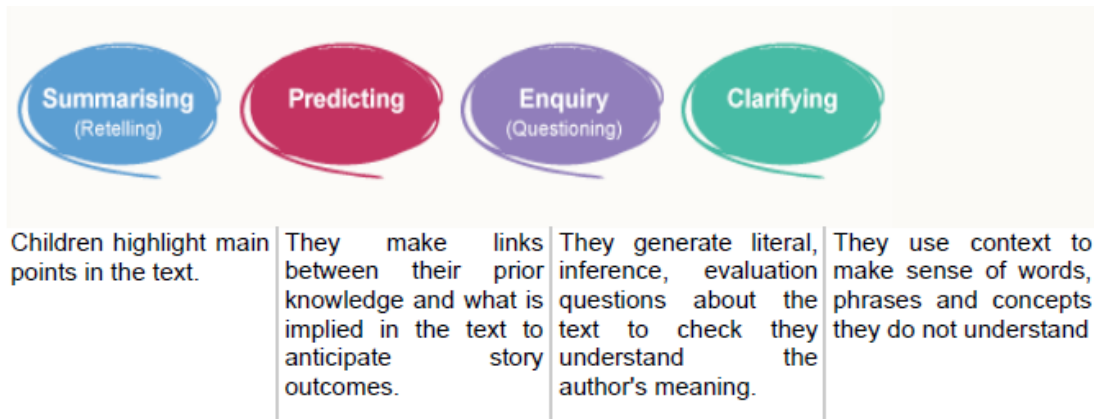 Summarising
(Retelling)
Predicting
Enquiry
(Questioning)
Clarifying
Children highlight main
points in the text.
They make links
between their prior
knowledge and what is
implied in the text to
anticipate story
outcomes.
They generate literal,
inference, evaluation
questions about the
text to check they
understand the
author's meaning.
They use context to
make sense of words,
phrases and concepts
they do not understand